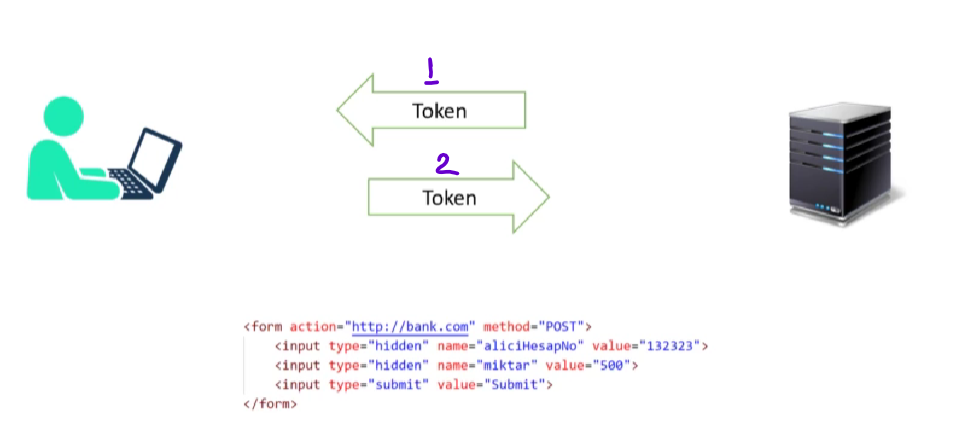 1
Token
2
Token
<form action="http://bank.com" method="POST">
<input type="hidden" name="aliciHesapNo" value="132323">
<input type="hidden" name="miktar" value="500">
<input type="submit" value="Submit">
</form>